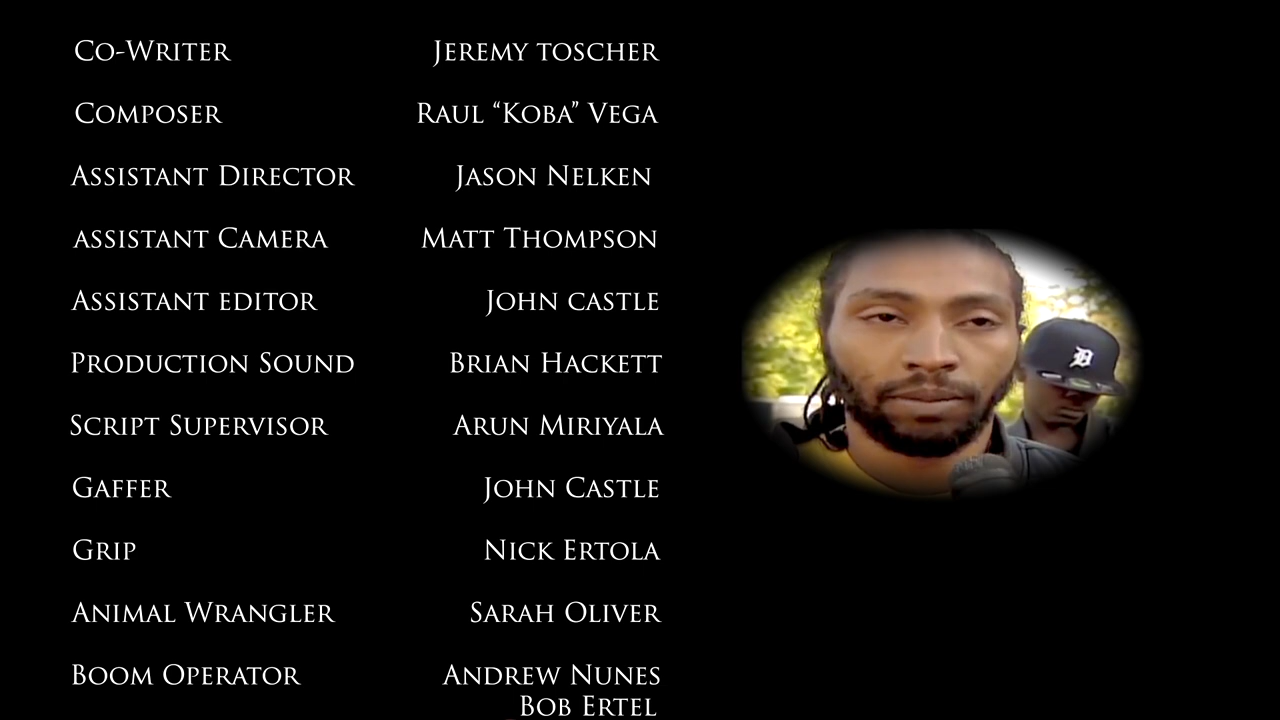 Co-Writer Jeremy toscher
Composer Raul “Koba” Vega
Assistant Director Jason Nelken
assistant Camera Matt Thompson
Assistant editor John castle
Production Sound Brian Hackett
Script Supervisor Arun Miriyala
Gaffer John Castle
Grip Nick Ertola
Animal Wrangler Sarah Oliver
Boom Operator Andrew Nunes
Bob Ertel
D